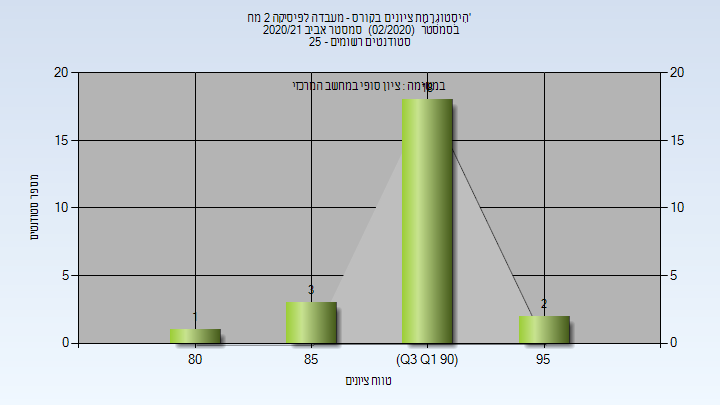 היסטוגרמת ציונים בקורס - מעבדה לפיסיקה 2 מח'
בסמסטר (02/2020) סמסטר אביב 2020/21
סטודנטים רשומים - 25
במשימה : ציון סופי במחשב המרכזי
20 20
15 15
10 10
5 5
0 0
18
3
2
1
80 85 (Q3 Q1 90) 95
מספר סטודנטים
טווח ציונים